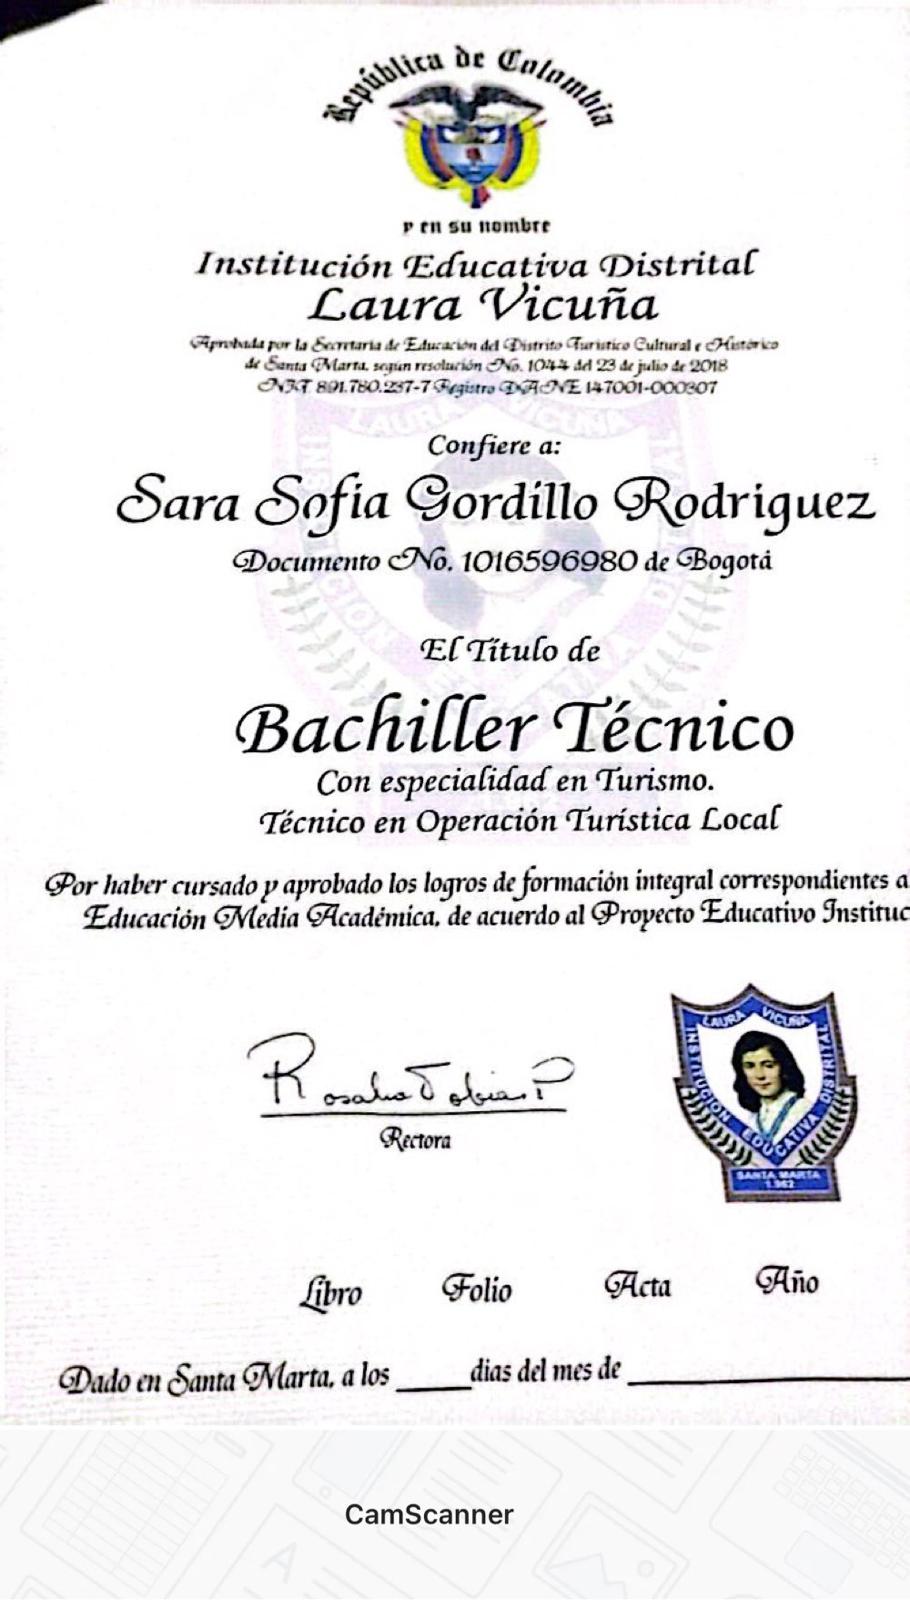 República de Colombia
y en su nombre
Institución Educativa Distrital
Laura Vicuña
Aprobada por la Secretaria de Educación del Distrito Turistico Cultural e Histórico
de Santa Marta, según resolución No. 1044 del 23 de julio de 2018
NIT 891.780.237-7 Registro DANE 147001-000307
Confiere a:
Sara Sofia Gordillo Rodriguez
Documento No. 1016596980 de Bogotá
El Título de
Bachiller Técnico
Con especialidad en Turismo.
Técnico en Operación Turística Local
Por haber cursado y aprobado los logros de formación integral correspondientes a
Educación Media Académica, de acuerdo al Proyecto Educativo Instituc
Rectora
LAURA VICUÑA
INSTITUCION EDUCATIVA DISTRITAL
SANTA MARTA
1.962
Libro Folio Acta Año
Dado en Santa Marta, a los ____ dias del mes de ____
CamScanner